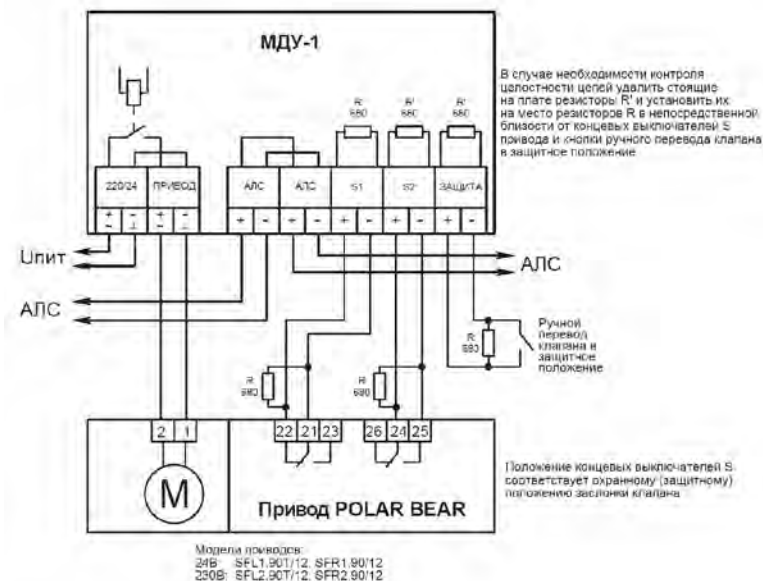 МДУ-1
В случае необходимости контроля
целостности цепей удалить стоящие
на плате резисторы R' и установить их
на место резисторов R в непосредственной
близости от концевых выключателей S
привода и кнопки ручного перевода клапана
в защитное положение
R' 680
R' 680
R' 680
220/24 ПРИВОД АЛС АЛС S1 S2 ЗАЩИТА
+ - + - + - + - + - + - + -
~ ⊥ ~ ⊥
Uпит
АЛС
АЛС
R 680
R 680
R 680
Ручной
перевод
клапана в
защитное
положение
2 1 22 21 23 26 24 25
M
Привод POLAR BEAR
Положение концевых выключателей S
соответствует охранному (защитному)
положению заслонки клапана
Модели приводов:
24В: SFL1.90T/12, SFR1.90/12
230В: SFL2.90T/12, SFR2.90/12